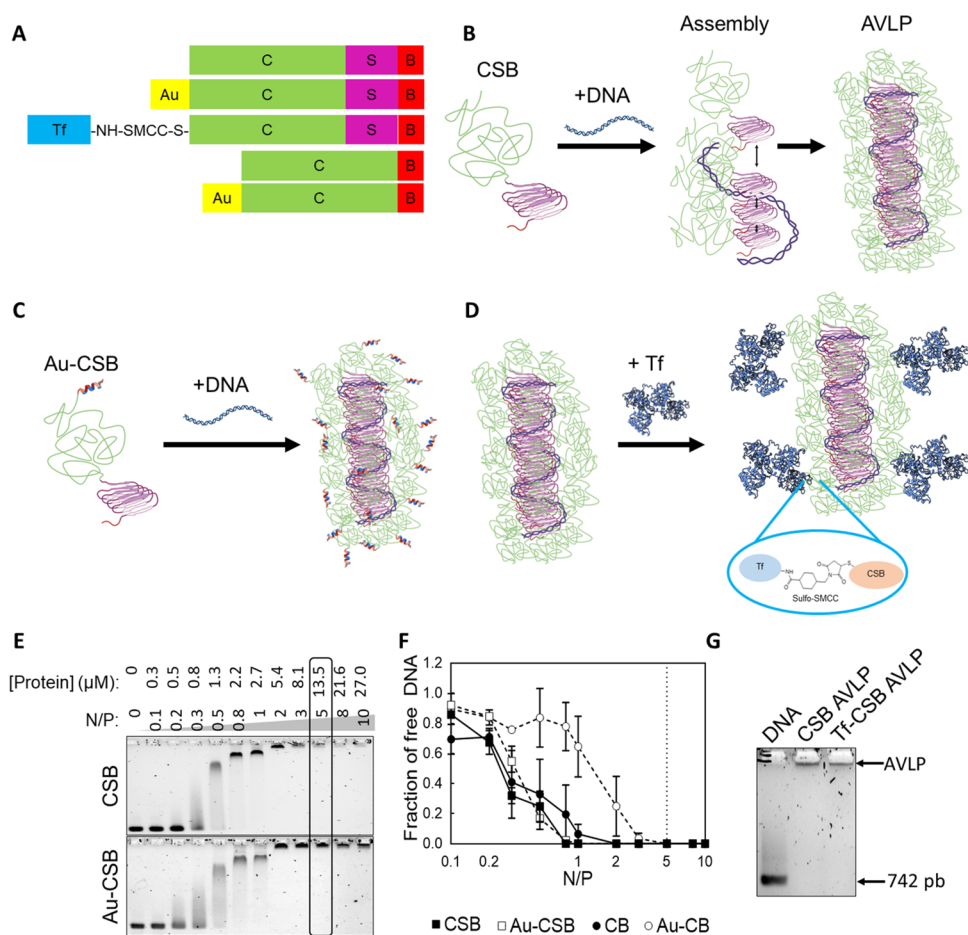 A
C S B
Au C S B
Tf -NH-SMCC-S- C S B
C B
Au C B
B
Assembly
AVLP
CSB
+DNA
C
Au-CSB
+DNA
D
+ Tf
Tf
NH
O
O
N
O
S
CSB
Sulfo-SMCC
E
[Protein] (µM): 0 0.3 0.5 0.8 1.3 2.2 2.7 5.4 8.1 13.5 21.6 27.0
N/P: 0 0.1 0.2 0.3 0.5 0.8 1 2 3 5 8 10
CSB
Au-CSB
F
Fraction of free DNA
1.2
1.0
0.8
0.6
0.4
0.2
0.0
0.1 0.2 1 2 5 10
N/P
CSB Au-CSB CB Au-CB
G
DNA
CSB AVLP
Tf-CSB AVLP
AVLP
742 pb